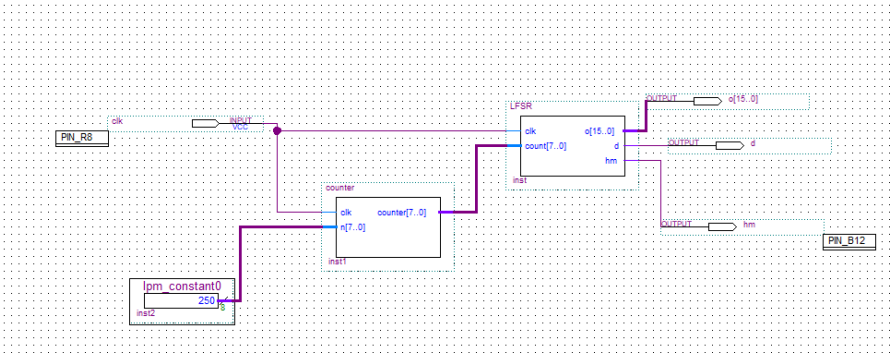 OUTPUT
o[15..0]
LFSR
clk
INPUT
VCC
PIN_R8
clk
o[15..0]
count[7..0]
d
hm
OUTPUT
d
inst
counter
clk
counter[7..0]
n[7..0]
OUTPUT
hm
PIN_B12
inst1
lpm_constant0
250
8
inst2